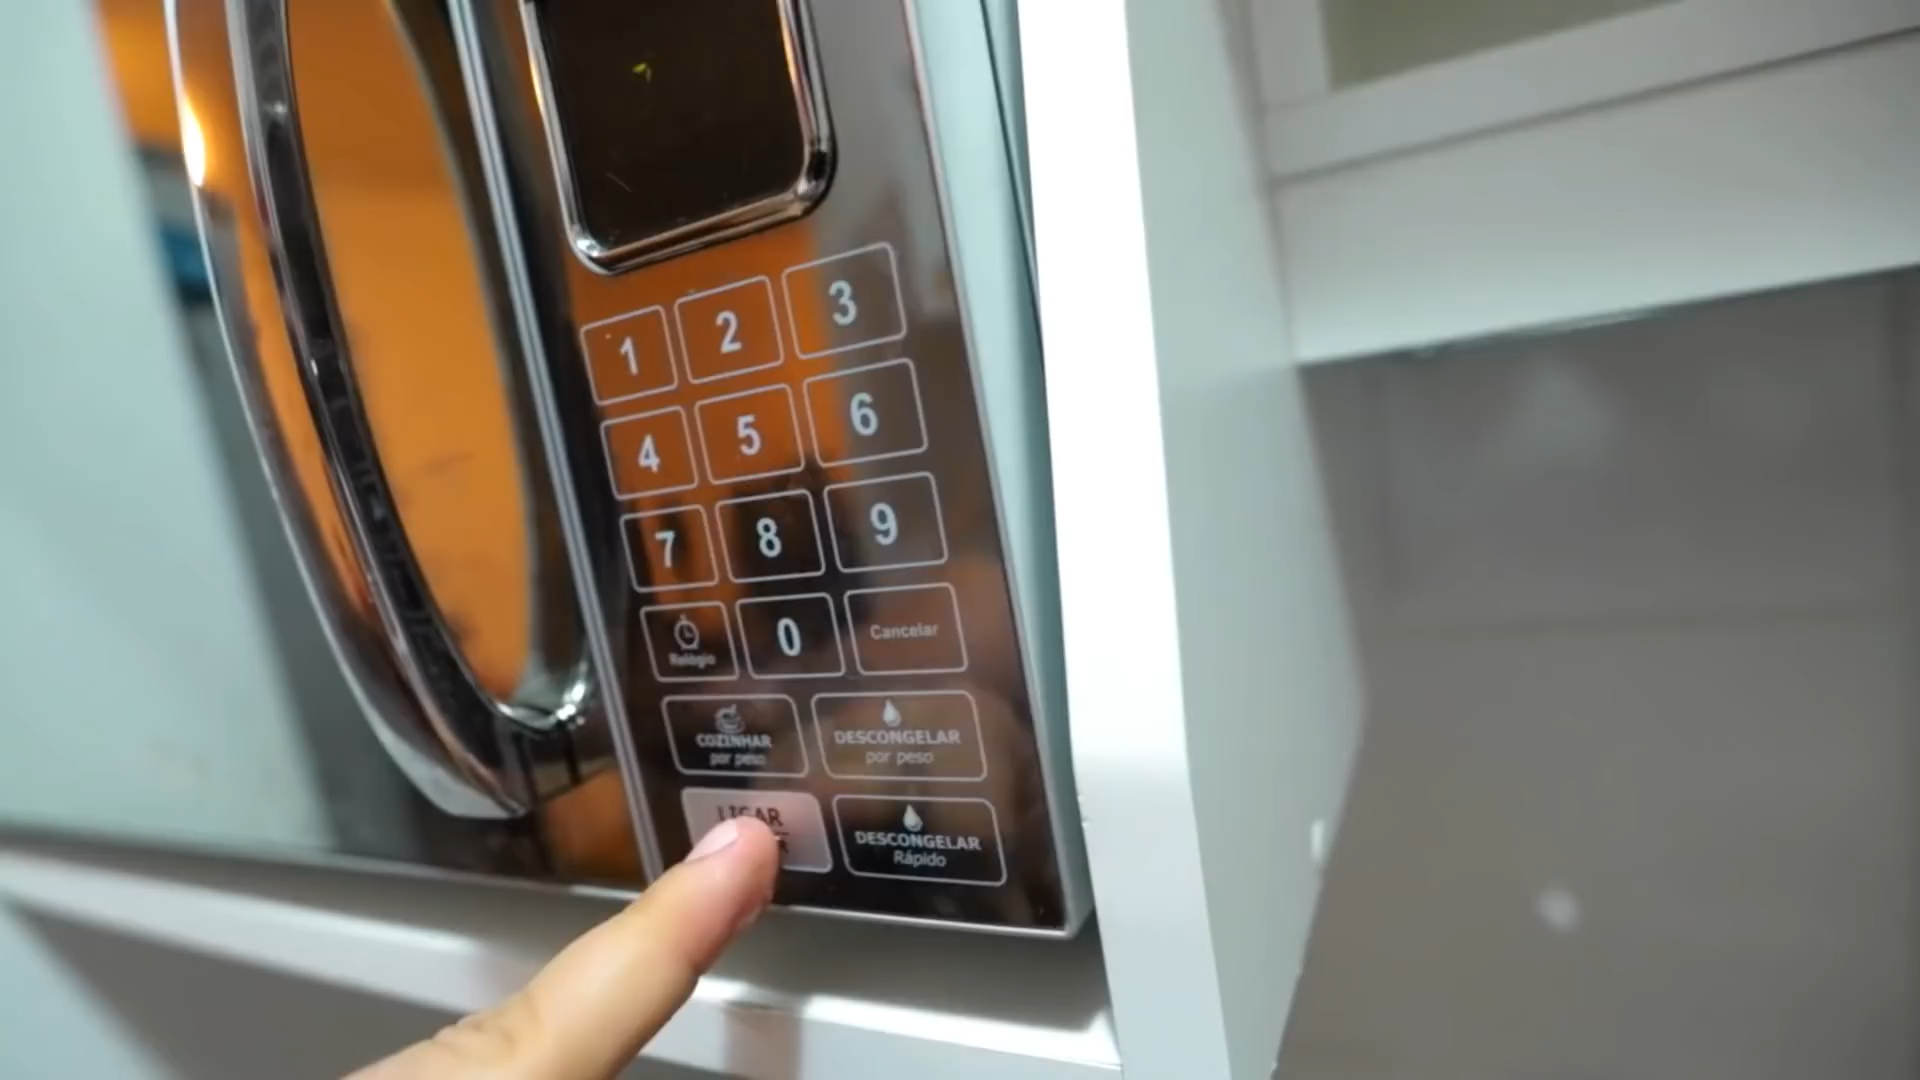 1 2 3
4 5 6
7 8 9
Relógio 0 Cancelar
COZINHAR
por peso
DESCONGELAR
por peso
LIGAR
DESCONGELAR
Rápido